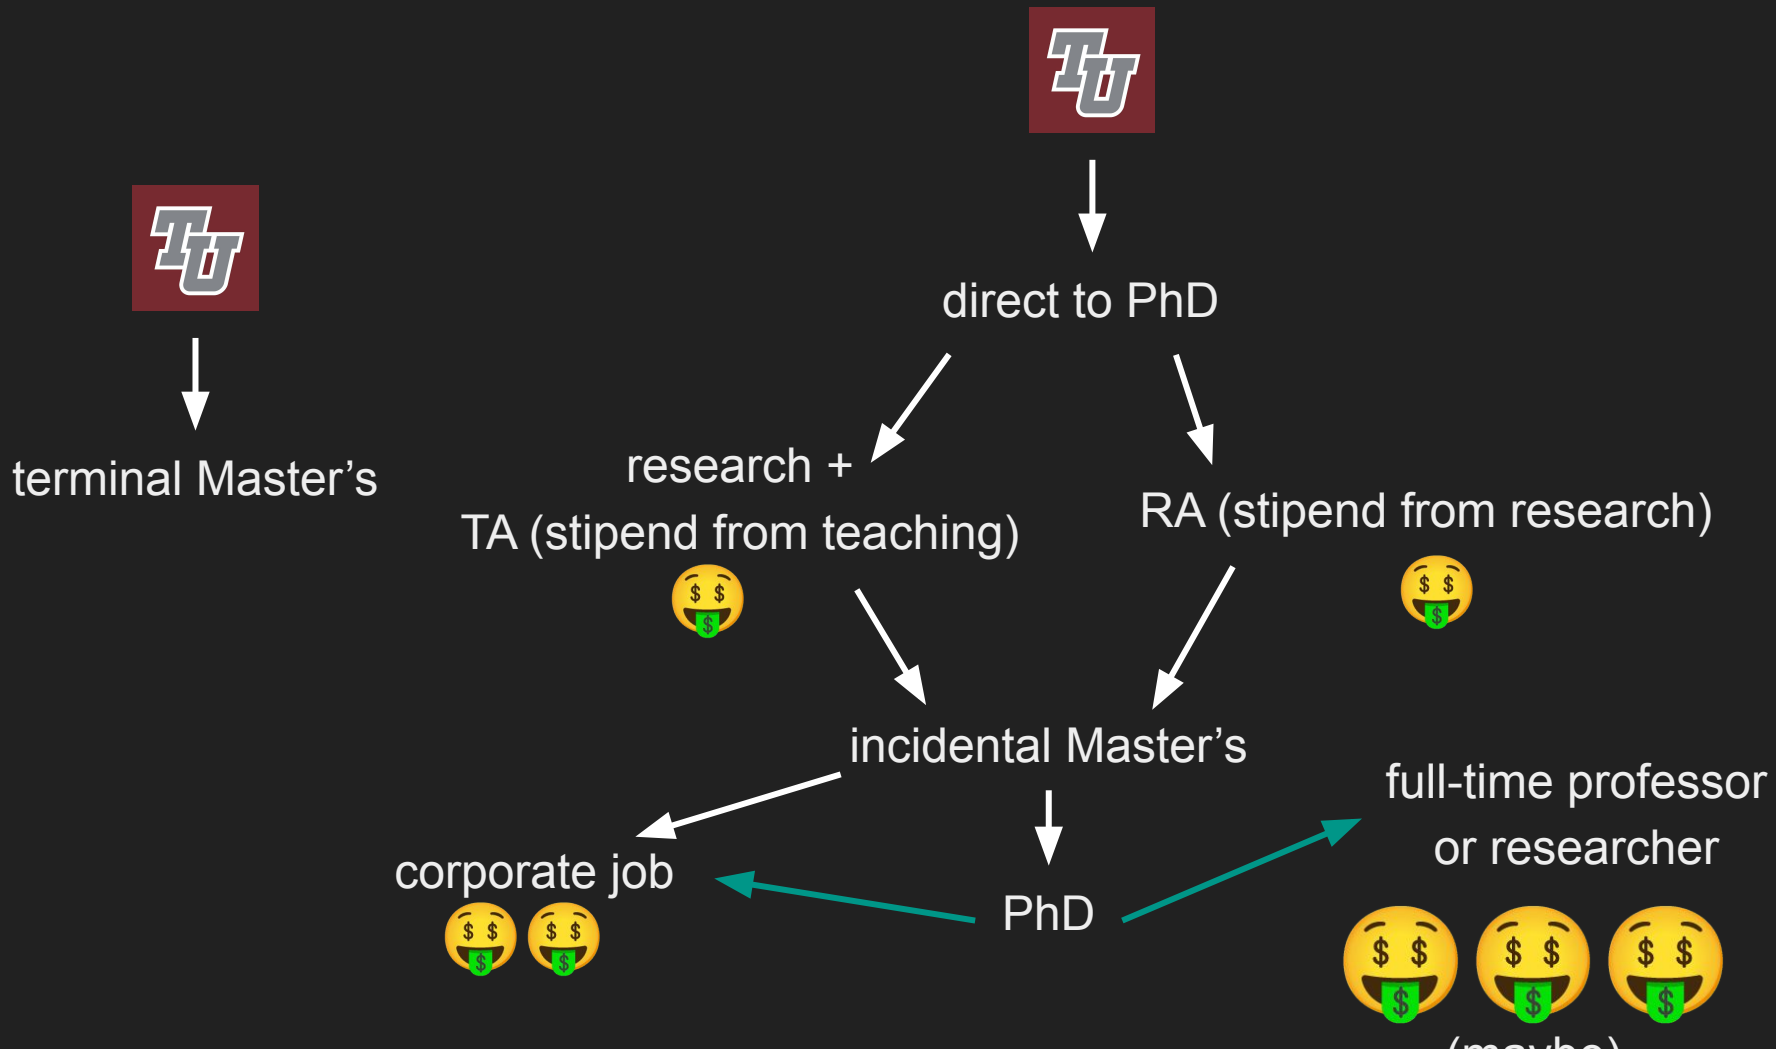 TU
TU
direct to PhD
terminal Master’s
research +
TA (stipend from teaching)
RA (stipend from research)
incidental Master’s
full-time professor
or researcher
corporate job
PhD
(maybe)